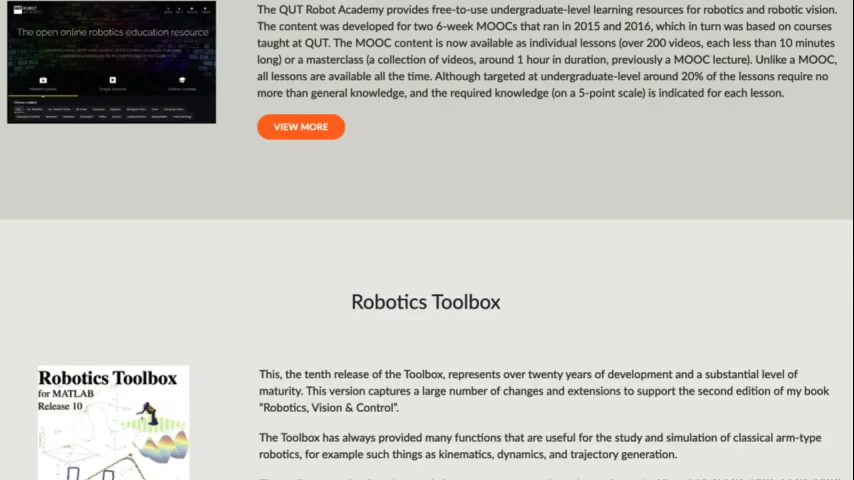 QUT ROBOT ACADEMY
The open online robotics education resource
The QUT Robot Academy provides free-to-use undergraduate-level learning resources for robotics and robotic vision.
The content was developed for two 6-week MOOCs that ran in 2015 and 2016, which in turn was based on courses
taught at QUT. The MOOC content is now available as individual lessons (over 200 videos, each less than 10 minutes
long) or a masterclass (a collection of videos, around 1 hour in duration, previously a MOOC lecture). Unlike a MOOC,
all lessons are available all the time. Although targeted at undergraduate-level around 20% of the lessons require no
more than general knowledge, and the required knowledge (on a 5-point scale) is indicated for each lesson.
VIEW MORE
Robotics Toolbox
Robotics Toolbox
for MATLAB
Release 10
This, the tenth release of the Toolbox, represents over twenty years of development and a substantial level of
maturity. This version captures a large number of changes and extensions to support the second edition of my book
“Robotics, Vision & Control”.
The Toolbox has always provided many functions that are useful for the study and simulation of classical arm-type
robotics, for example such things as kinematics, dynamics, and trajectory generation.